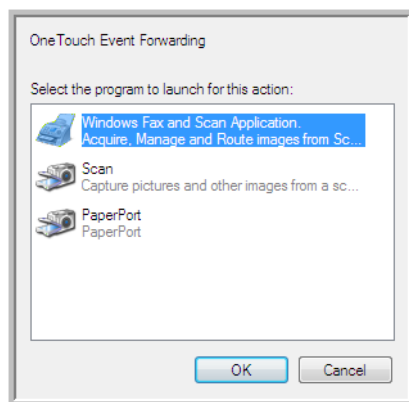 OneTouch Event Forwarding
Select the program to launch for this action:
Windows Fax and Scan Application.
Acquire, Manage and Route images from Sc...
Scan
Capture pictures and other images from a sc...
PaperPort
PaperPort
OK Cancel